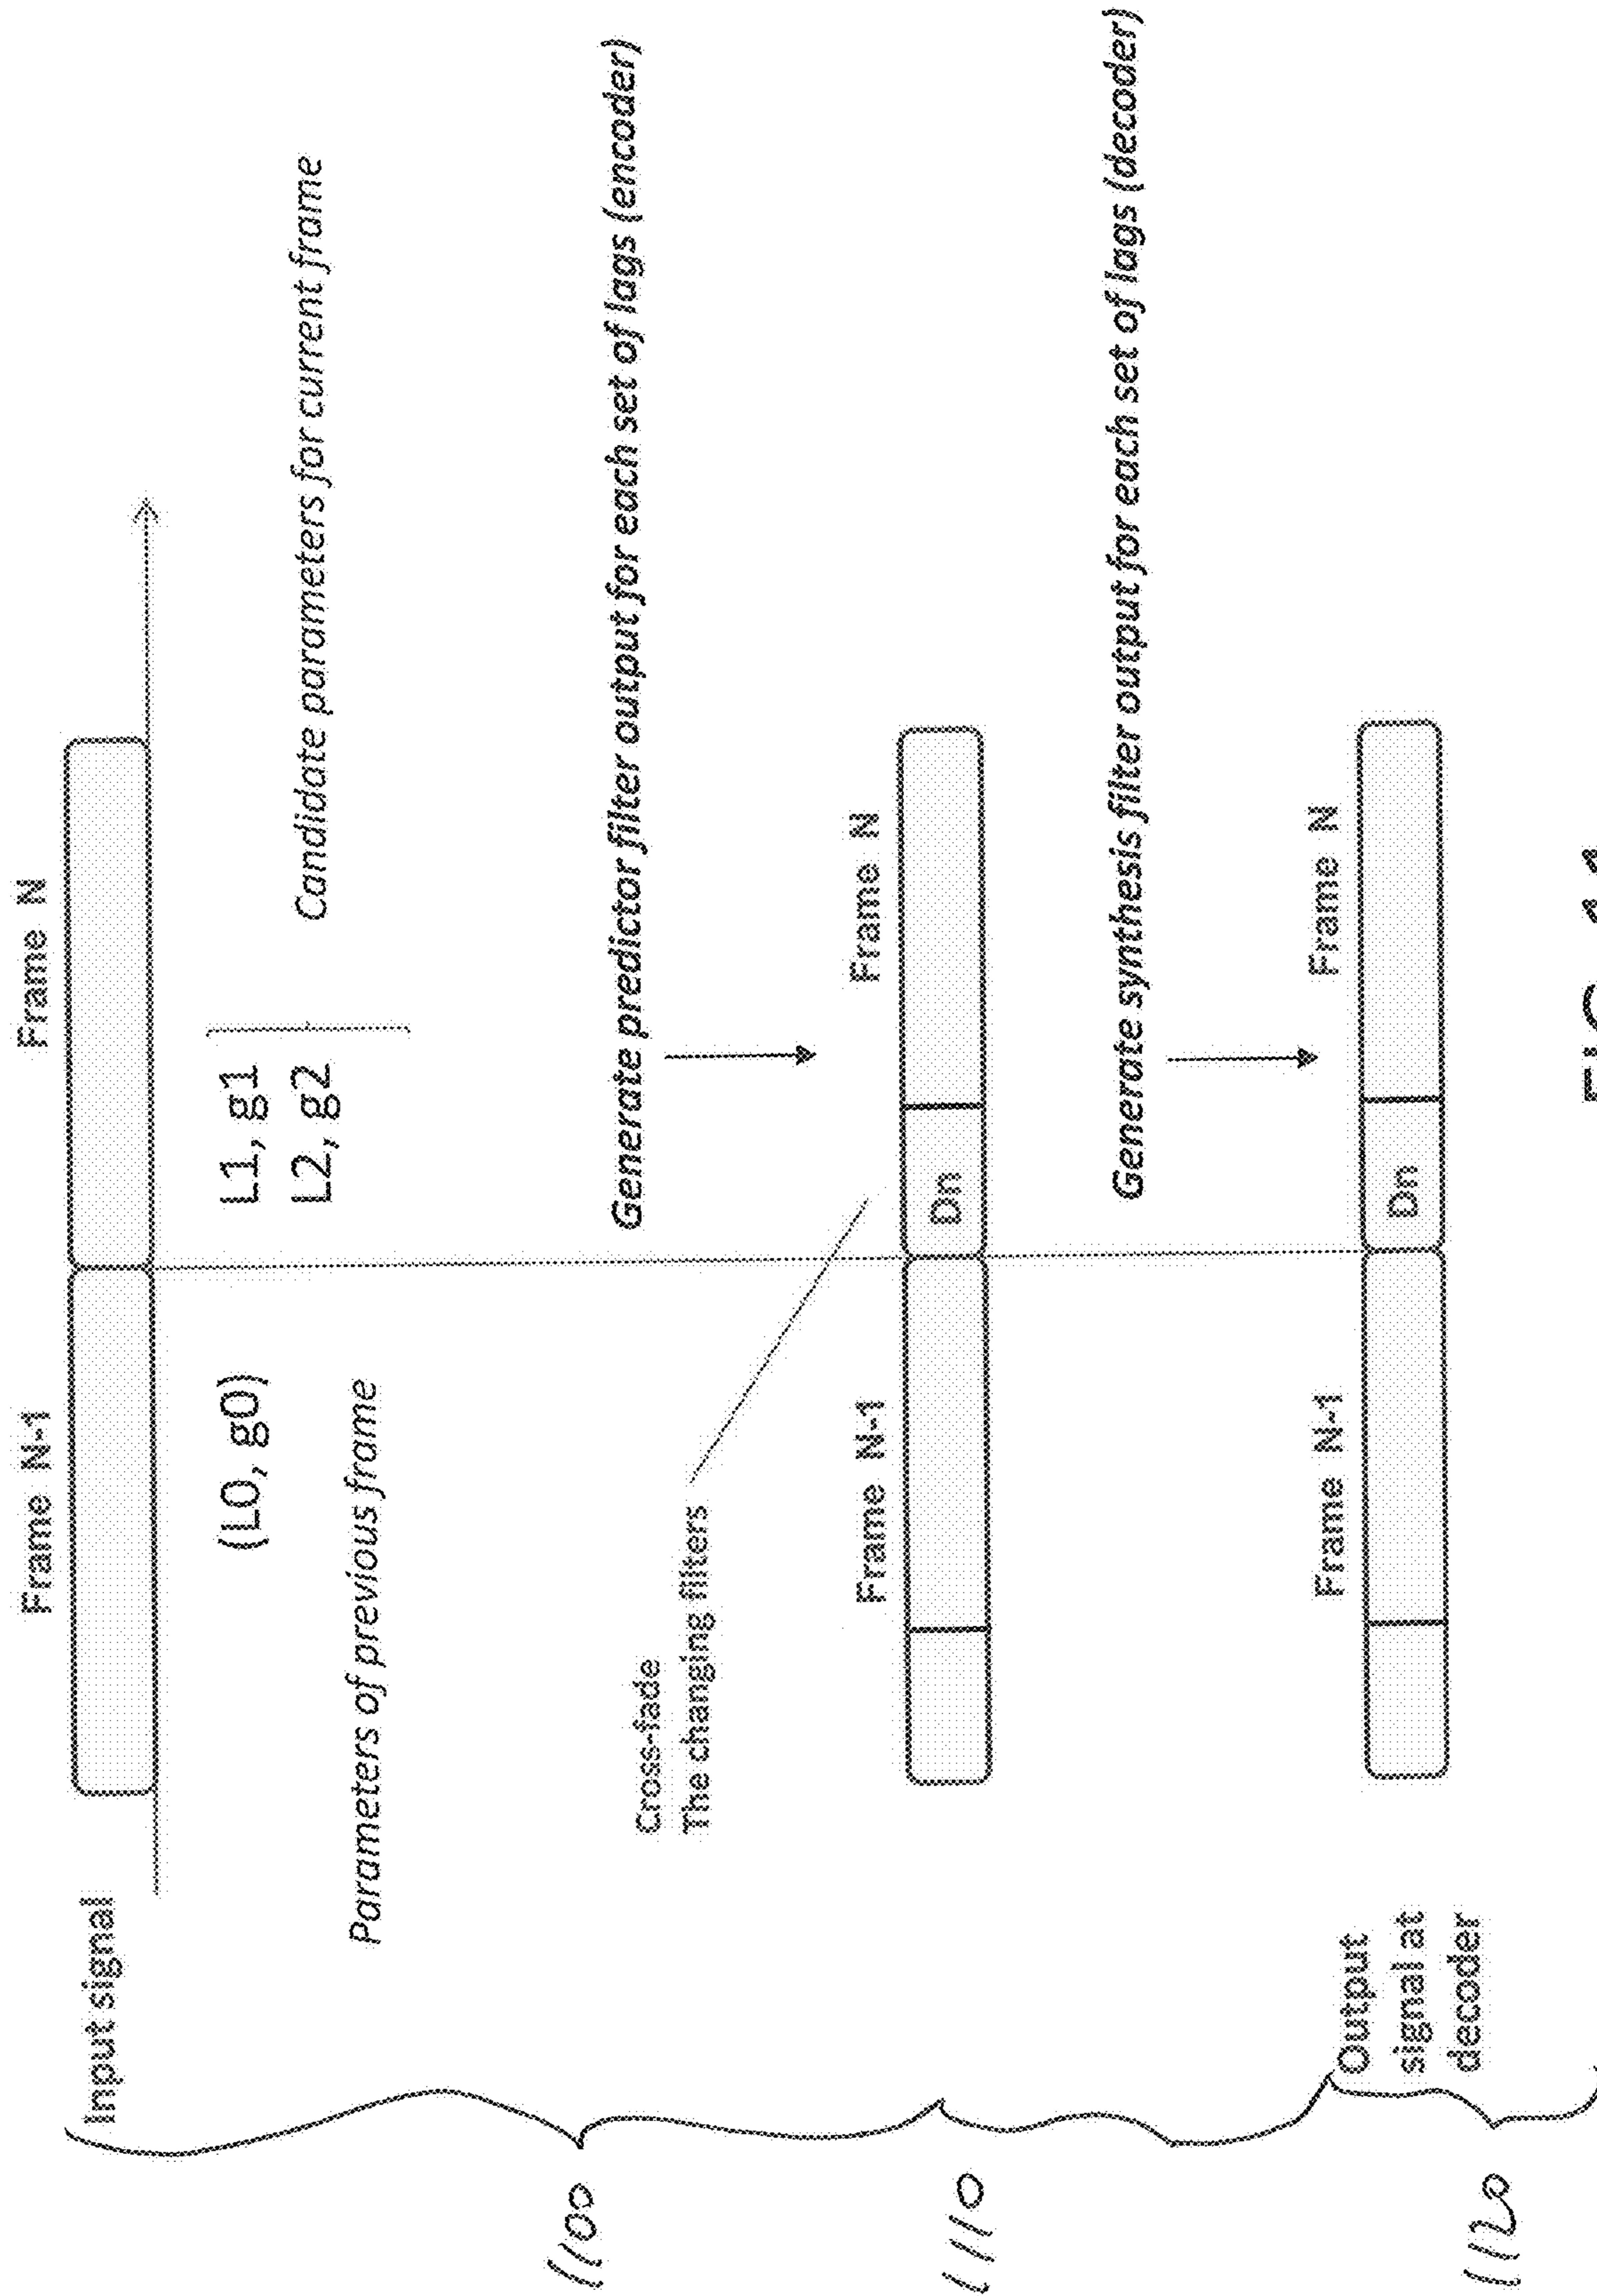 Input signal
Frame N-1
Frame N
(L0, g0)
L1, g1
L2, g2
Parameters of previous frame
Candidate parameters for current frame
1100
Generate predictor filter output for each set of lags (encoder)
Cross-fade
The changing filters
Frame N-1
Frame N
Dn
1110
Generate synthesis filter output for each set of lags (decoder)
Output
signal at
decoder
Frame N-1
Frame N
Dn
1120